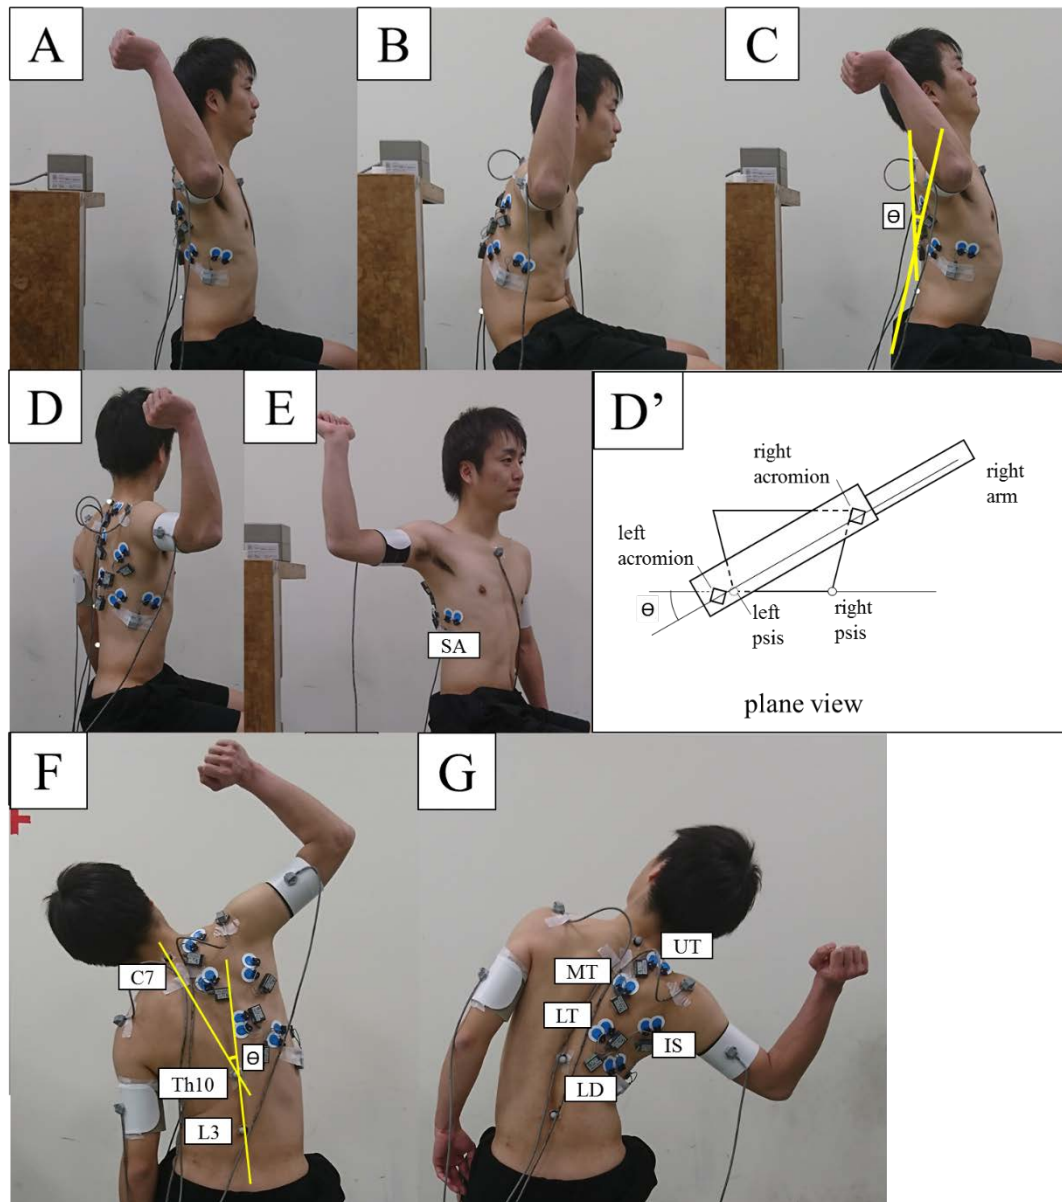 A
B
C
Ɵ
D
E
SA
D’
right
acromion
right
arm
left
acromion
Ɵ
left
psis
right
psis
plane view
F
C7
Ɵ
Th10
L3
G
UT
MT
LT
IS
LD